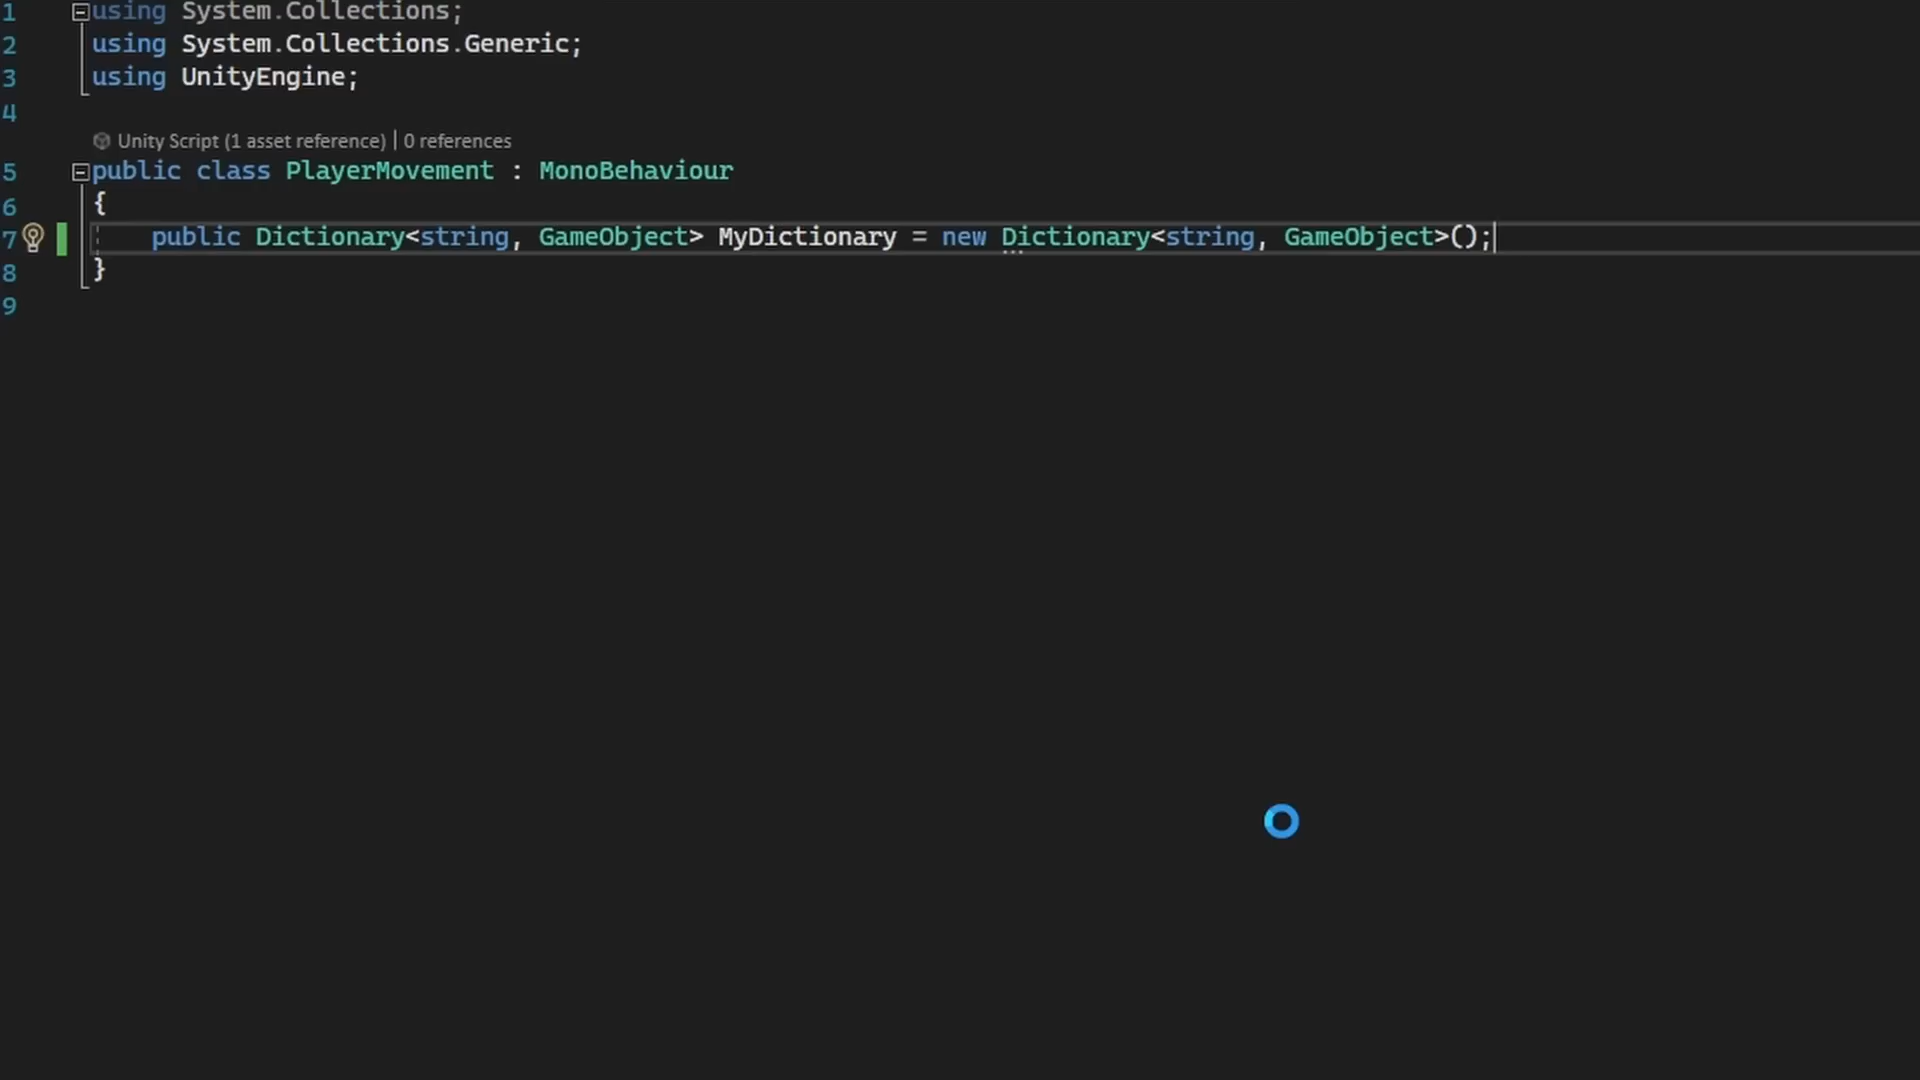 1 using System.Collections;
2 using System.Collections.Generic;
3 using UnityEngine;
4
Unity Script (1 asset reference) | 0 references
5 public class PlayerMovement : MonoBehaviour
6 {
7 public Dictionary<string, GameObject> MyDictionary = new Dictionary<string, GameObject>();
8 }
9